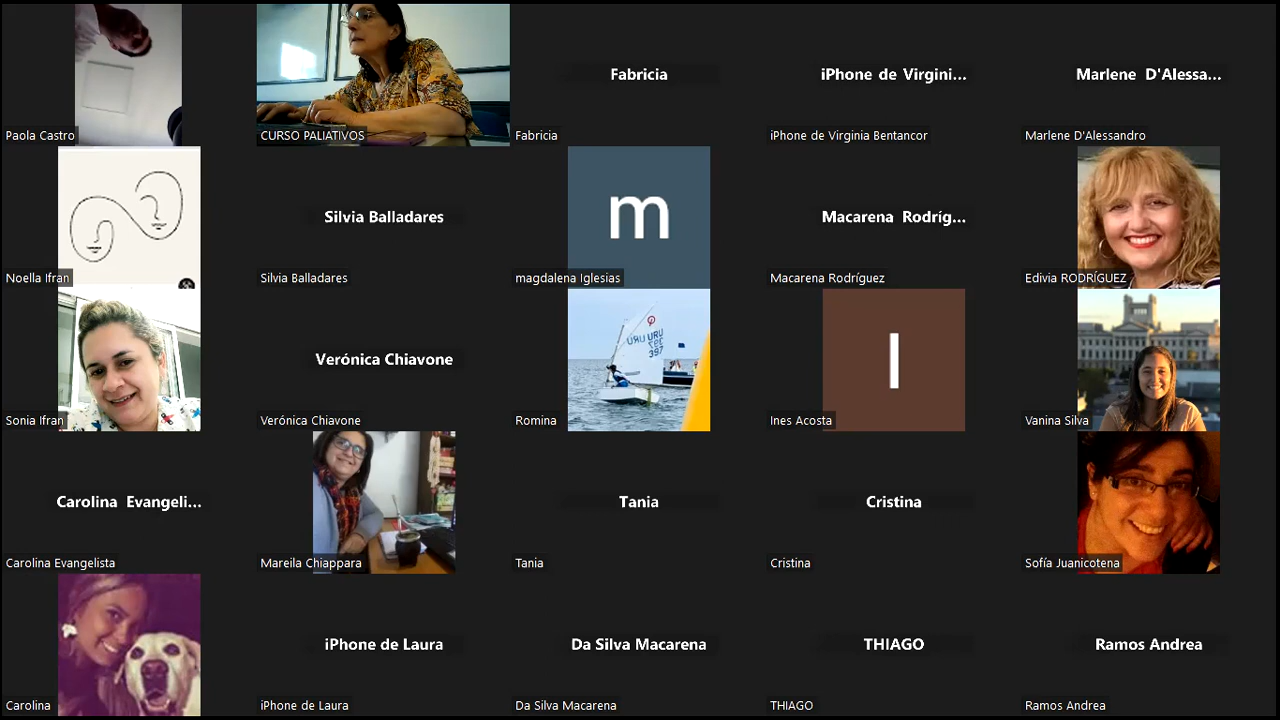 Fabricia
iPhone de Virgini...
Marlene D'Alessa...
Paola Castro
CURSO PALIATIVOS
Fabricia
iPhone de Virginia Bentancor
Marlene D'Alessandro
Silvia Balladares
m
Macarena Rodríg...
Noella Ifran
Silvia Balladares
magdalena Iglesias
Macarena Rodríguez
Edivia RODRÍGUEZ
Verónica Chiavone
URU URU
397
I
Sonia Ifran
Verónica Chiavone
Romina
Ines Acosta
Vanina Silva
Carolina Evangeli...
Tania
Cristina
Carolina Evangelista
Mareila Chiappara
Tania
Cristina
Sofía Juanicotena
iPhone de Laura
Da Silva Macarena
THIAGO
Ramos Andrea
Carolina
iPhone de Laura
Da Silva Macarena
THIAGO
Ramos Andrea